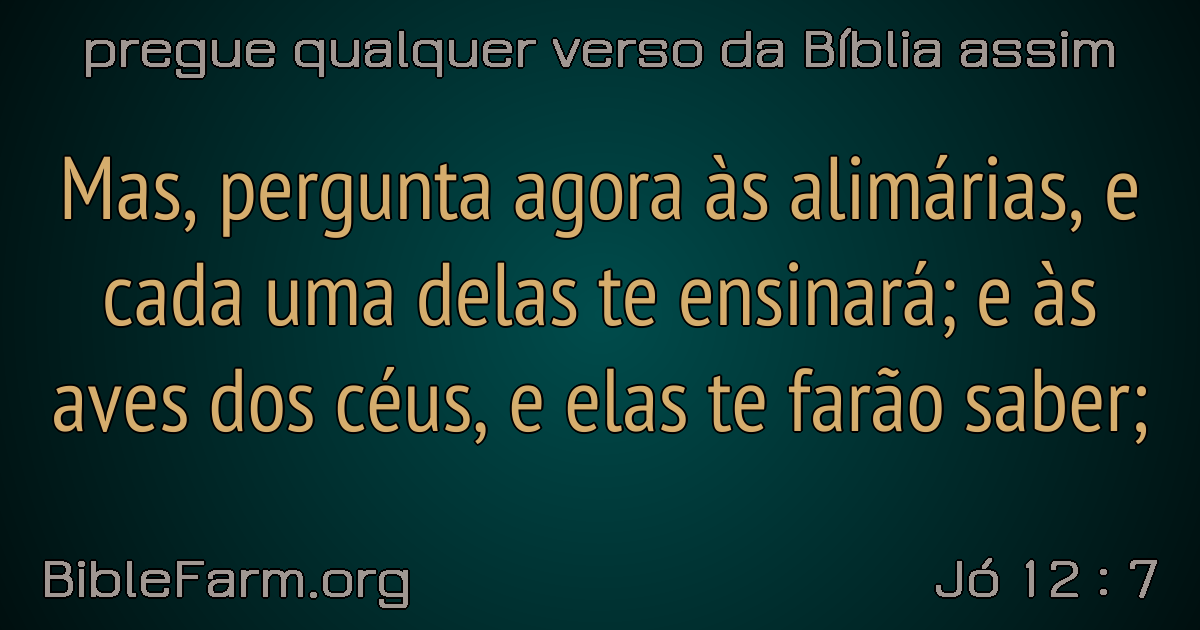 pregue qualquer verso da Bíblia assim
Mas, pergunta agora às alimárias, e
cada uma delas te ensinará; e às
aves dos céus, e elas te farão saber;
BibleFarm.org
Jó 12 : 7